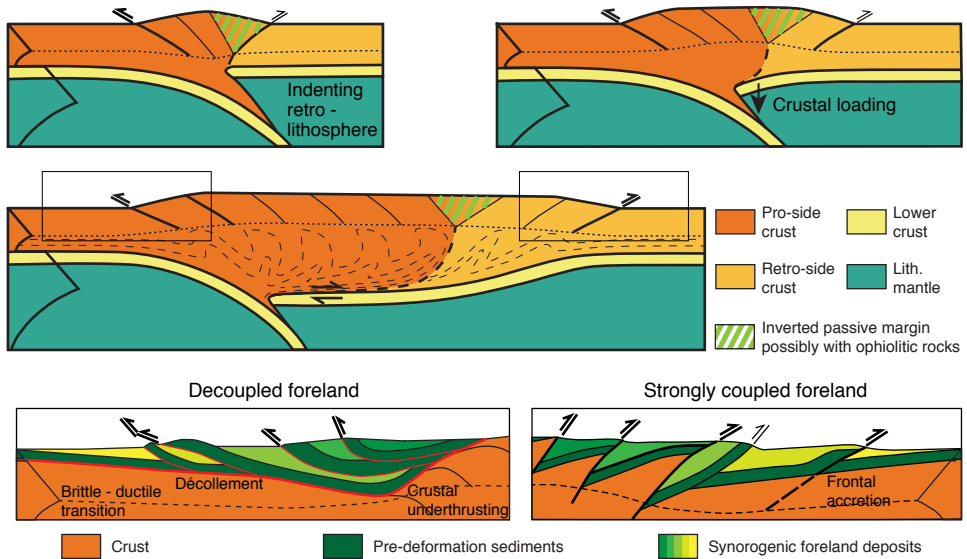 Indenting
retro -
lithosphere
Crustal loading
Pro-side
crust
Lower
crust
Retro-side
crust
Lith.
mantle
Inverted passive margin
possibly with ophiolitic rocks
Decoupled foreland
Strongly coupled foreland
Brittle - ductile
transition
Décollement
Crustal
underthrusting
Frontal
accretion
Crust
Pre-deformation sediments
Synorogenic foreland deposits